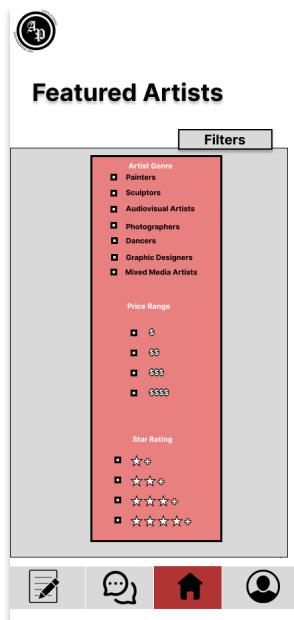 AP
Featured Artists
Filters
Artist Genre
Painters
Sculptors
Audiovisual Artists
Photographers
Dancers
Graphic Designers
Mixed Media Artists
Price Range
$
$$
$$$
$$$$
Star Rating
+
+
+
+